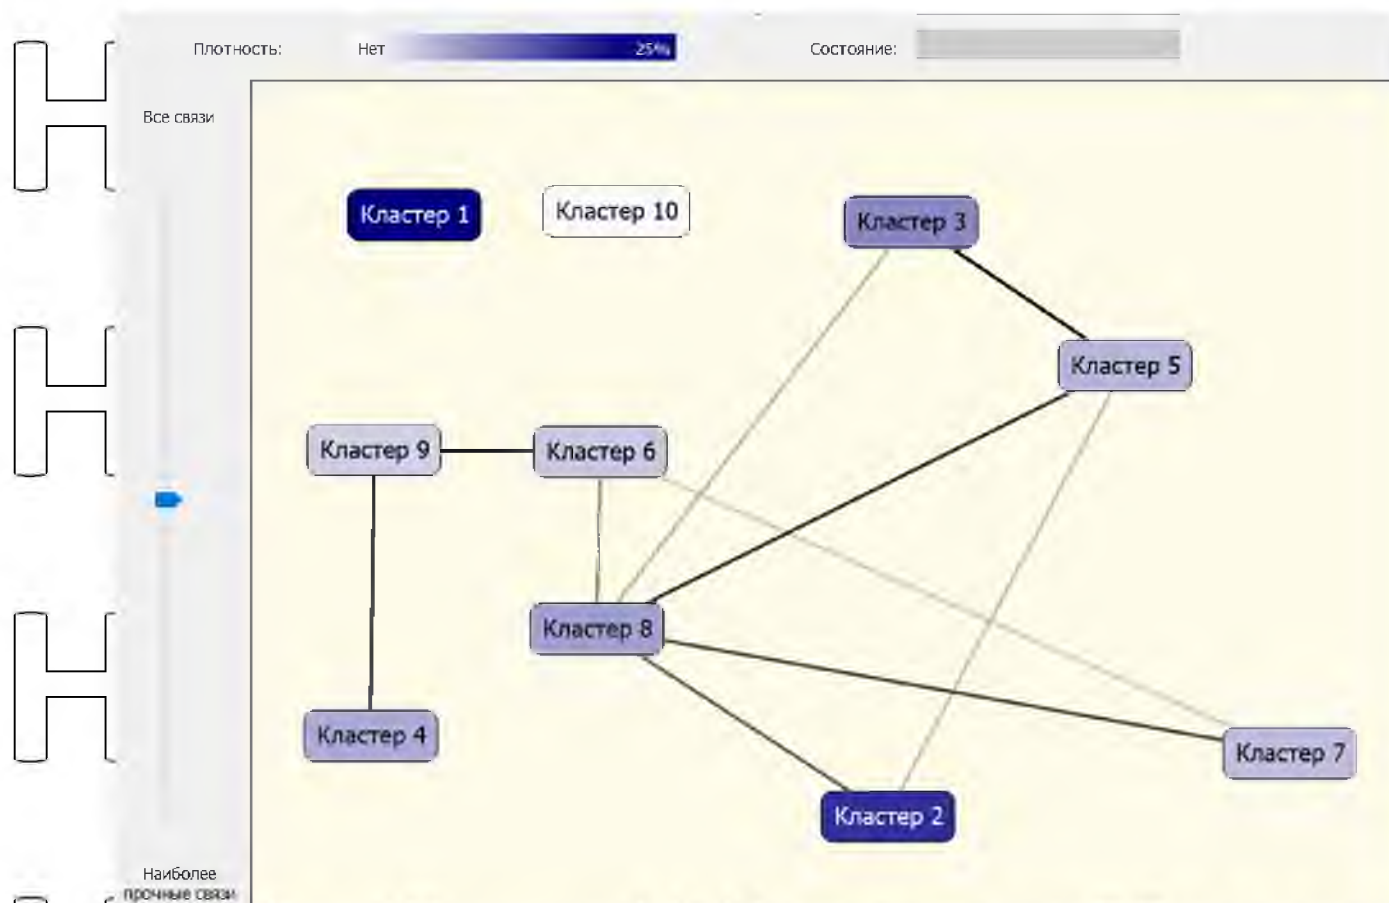 Плотность: Нет 25% Состояние:
Все связи
Кластер 1
Кластер 10
Кластер 3
Кластер 5
Кластер 9
Кластер 6
Кластер 8
Кластер 4
Кластер 7
Кластер 2
Наиболее
прочные связи